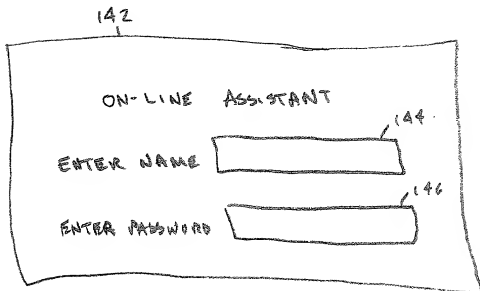 142
ON-LINE ASSISTANT
144
ENTER NAME
146
ENTER PASSWORD